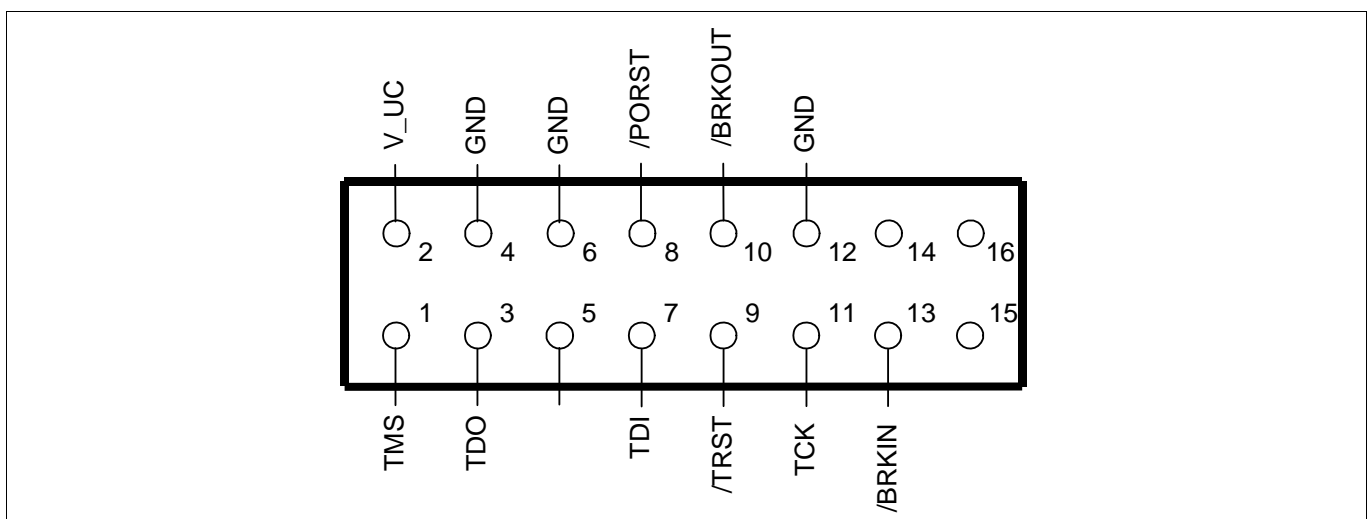 V_UC
GND
GND
/PORST
/BRKOUT
GND
2 4 6 8 10 12 14 16
1 3 5 7 9 11 13 15
TMS
TDO
TDI
/TRST
TCK
/BRKIN